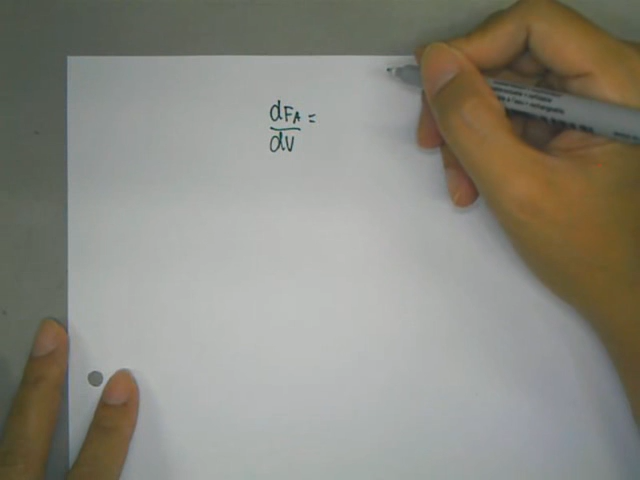 dFA =
dV